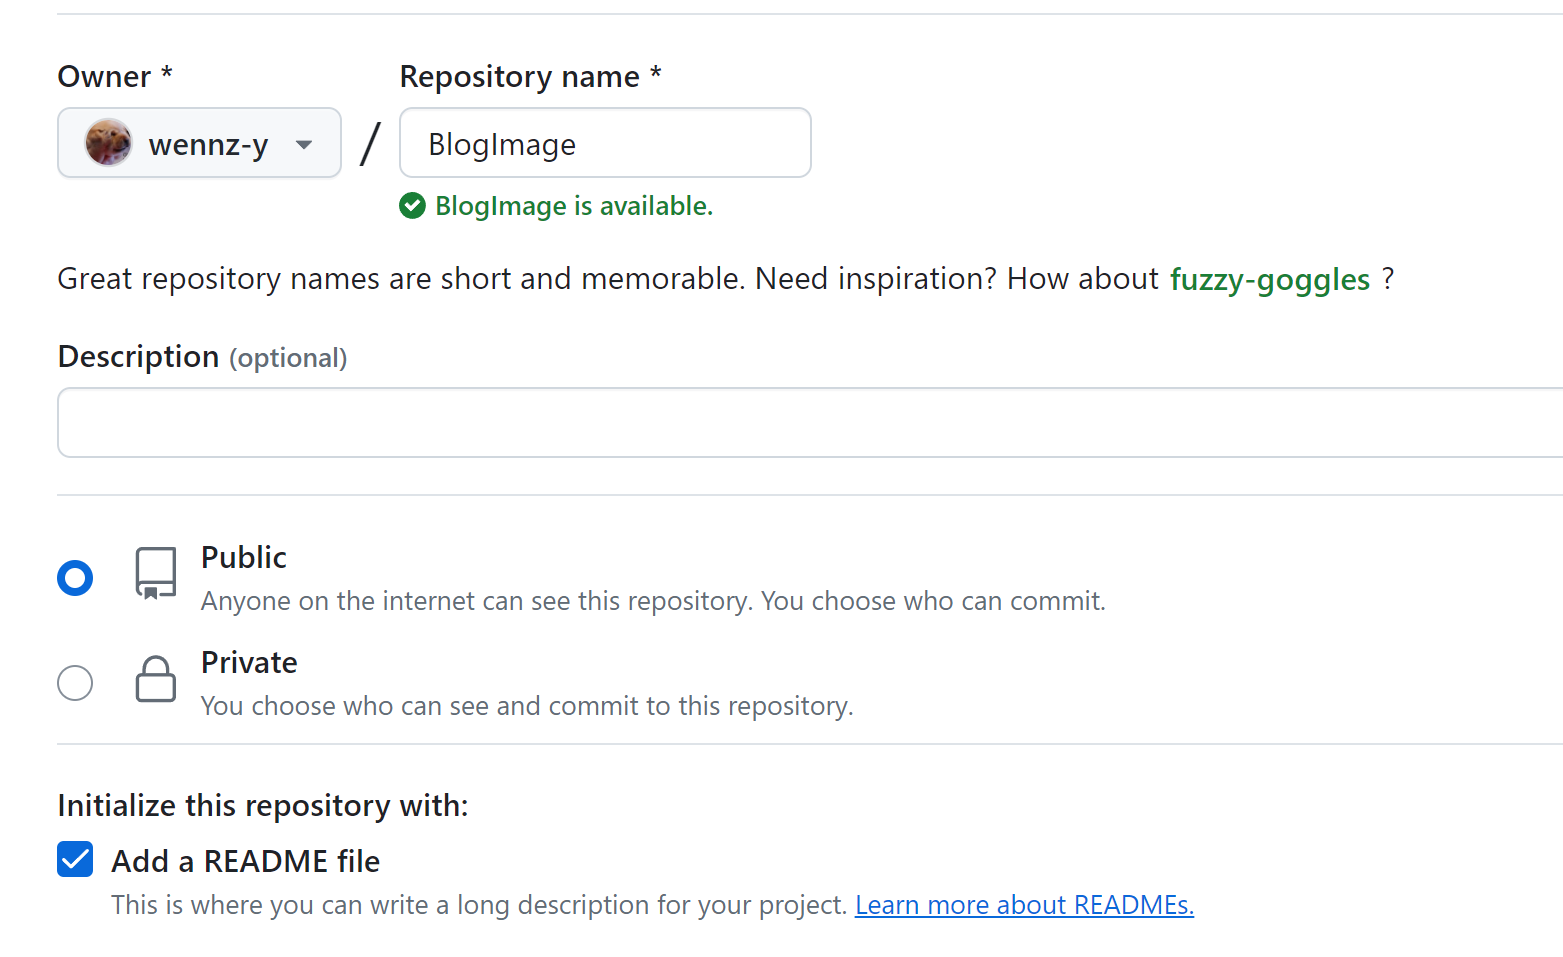 Owner * Repository name *
wennz-y / BlogImage
BlogImage is available.
Great repository names are short and memorable. Need inspiration? How about fuzzy-goggles ?
Description (optional)
Public
Anyone on the internet can see this repository. You choose who can commit.
Private
You choose who can see and commit to this repository.
Initialize this repository with:
Add a README file
This is where you can write a long description for your project. Learn more about READMEs.